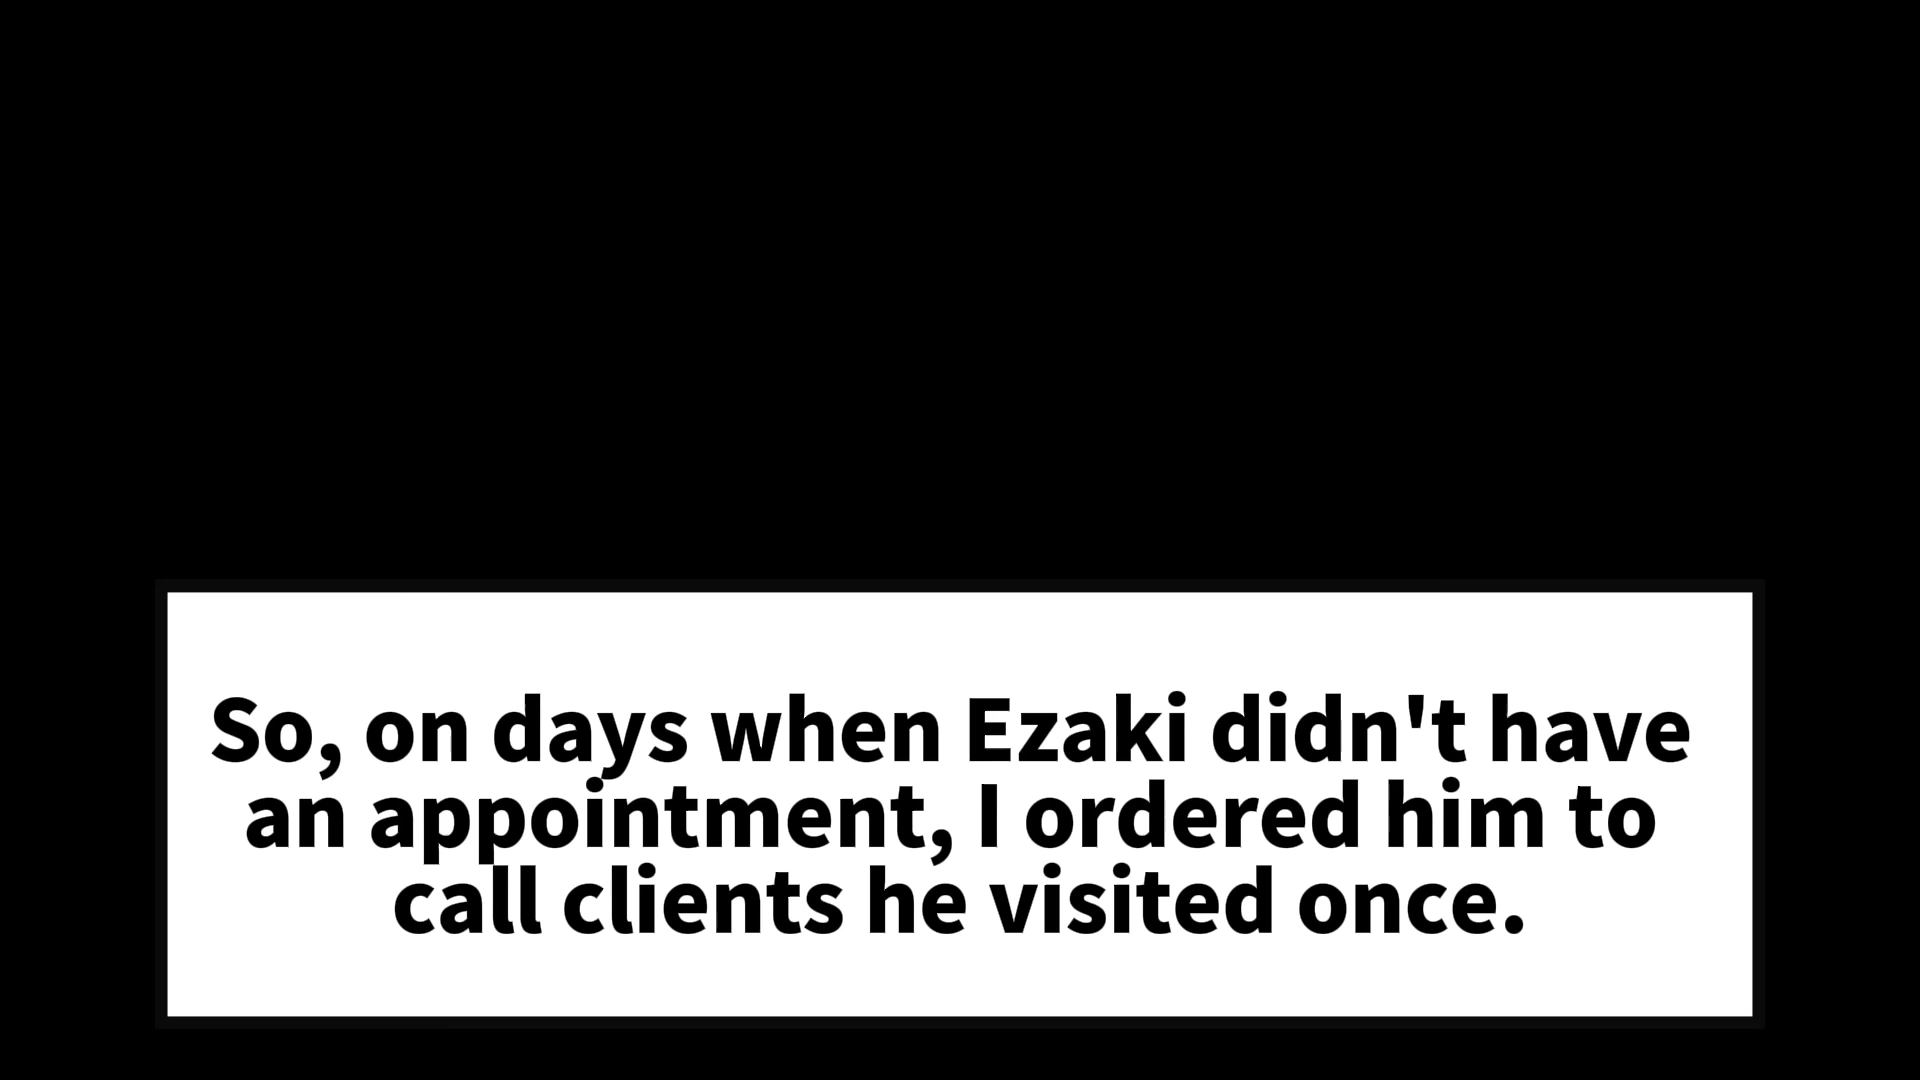 So, on days when Ezaki didn't have
an appointment, I ordered him to
call clients he visited once.